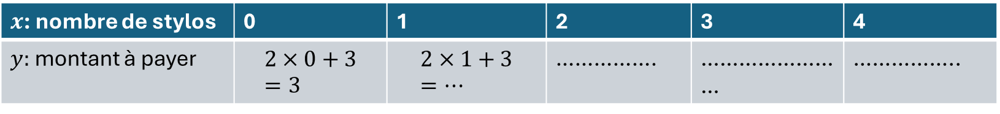 x: nombre de stylos 0 1 2 3 4
y: montant à payer 2 × 0 + 3 2 × 1 + 3 ................ ..................... .................
= 3 = ⋯ ...